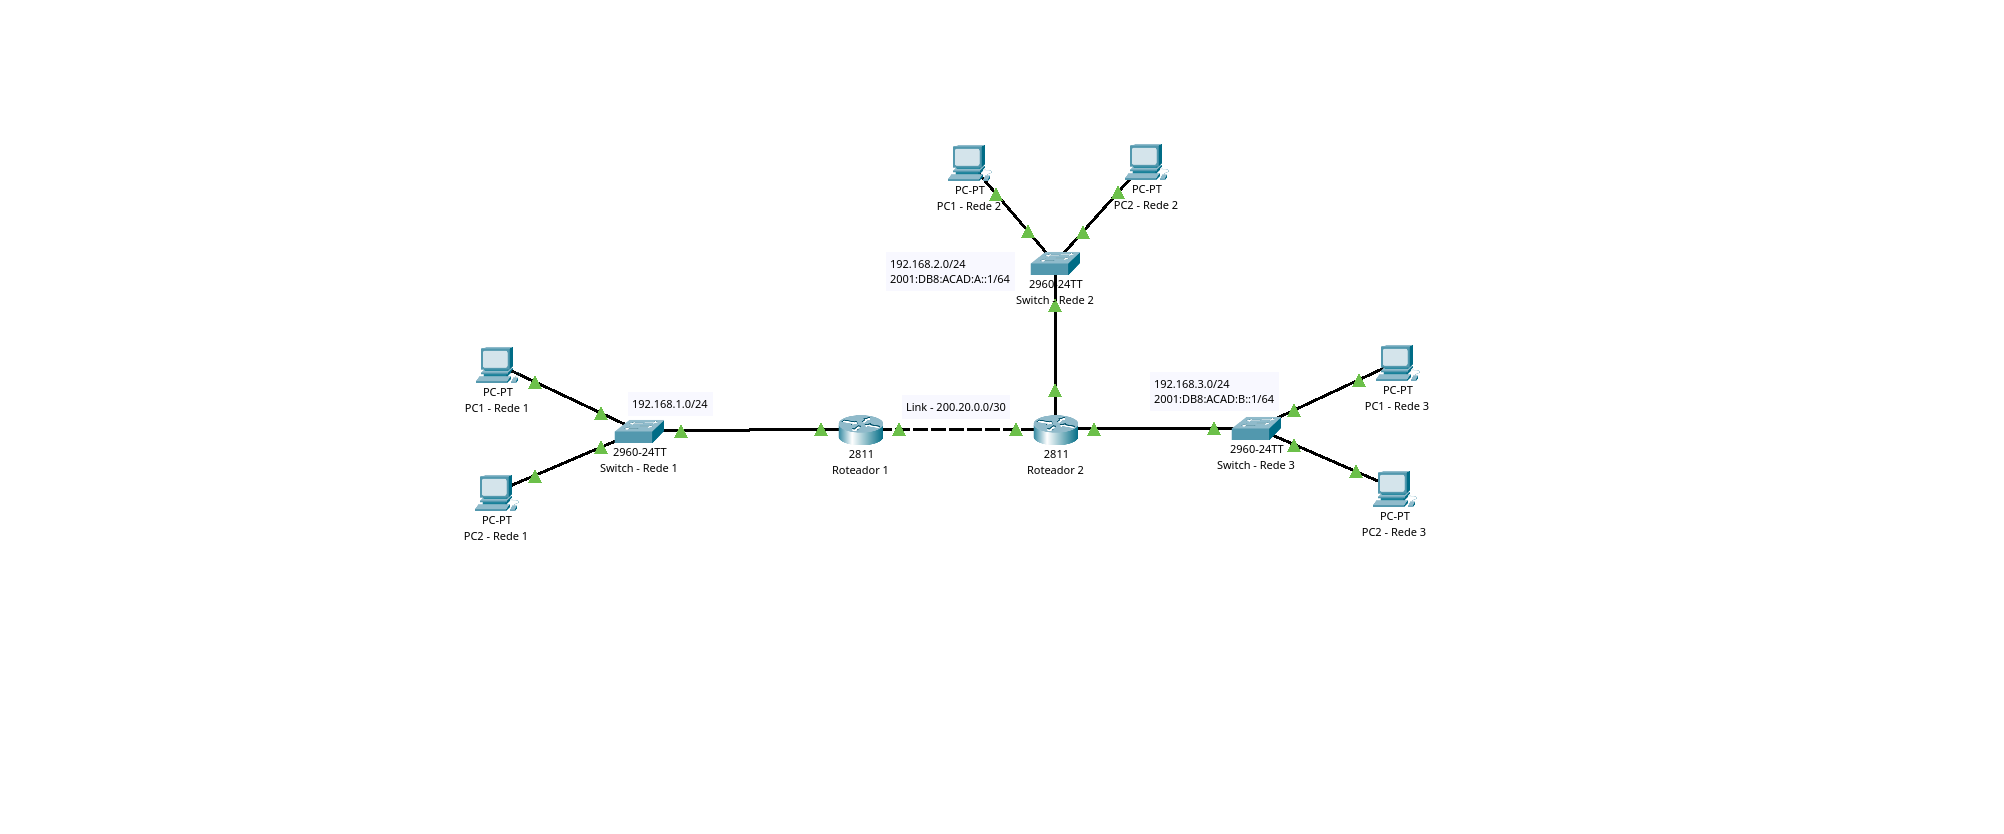 PC-PT
PC1 - Rede 2
PC-PT
PC2 - Rede 2
192.168.2.0/24
2001:DB8:ACAD:A::1/64
2960-24TT
Switch - Rede 2
PC-PT
PC1 - Rede 1
192.168.1.0/24
2960-24TT
Switch - Rede 1
PC-PT
PC2 - Rede 1
Link - 200.20.0.0/30
2811
Roteador 1
2811
Roteador 2
192.168.3.0/24
2001:DB8:ACAD:B::1/64
2960-24TT
Switch - Rede 3
PC-PT
PC1 - Rede 3
PC-PT
PC2 - Rede 3